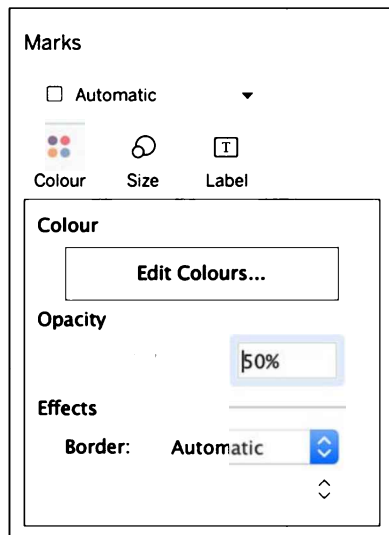 Marks
Automatic
Colour Size T Label
Colour
Edit Colours...
Opacity
50%
Effects
Border: Automatic